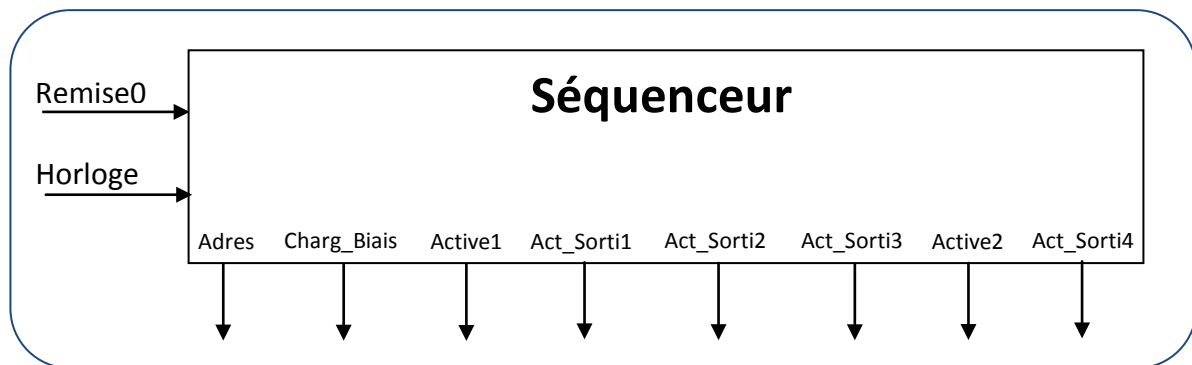 Séquenceur
Remise0
Horloge
Adres Charg_Biais Active1 Act_Sorti1 Act_Sorti2 Act_Sorti3 Active2 Act_Sorti4